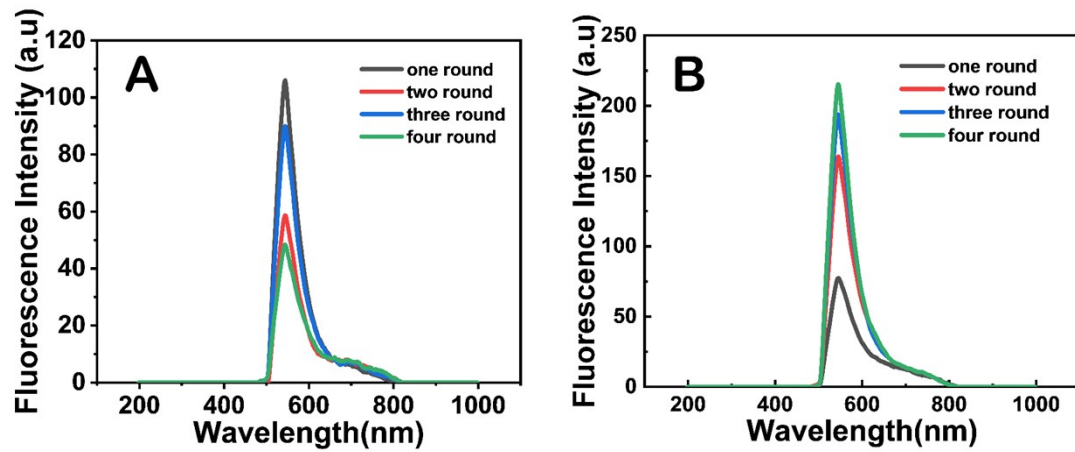 A
Fluorescence Intensity (a.u)
120
100
80
60
40
20
0
one round
two round
three round
four round
200
400
600
800
1000
Wavelength(nm)
B
Fluorescence Intensity (a.u)
250
200
150
100
50
0
one round
two round
three round
four round
200
400
600
800
1000
Wavelength(nm)